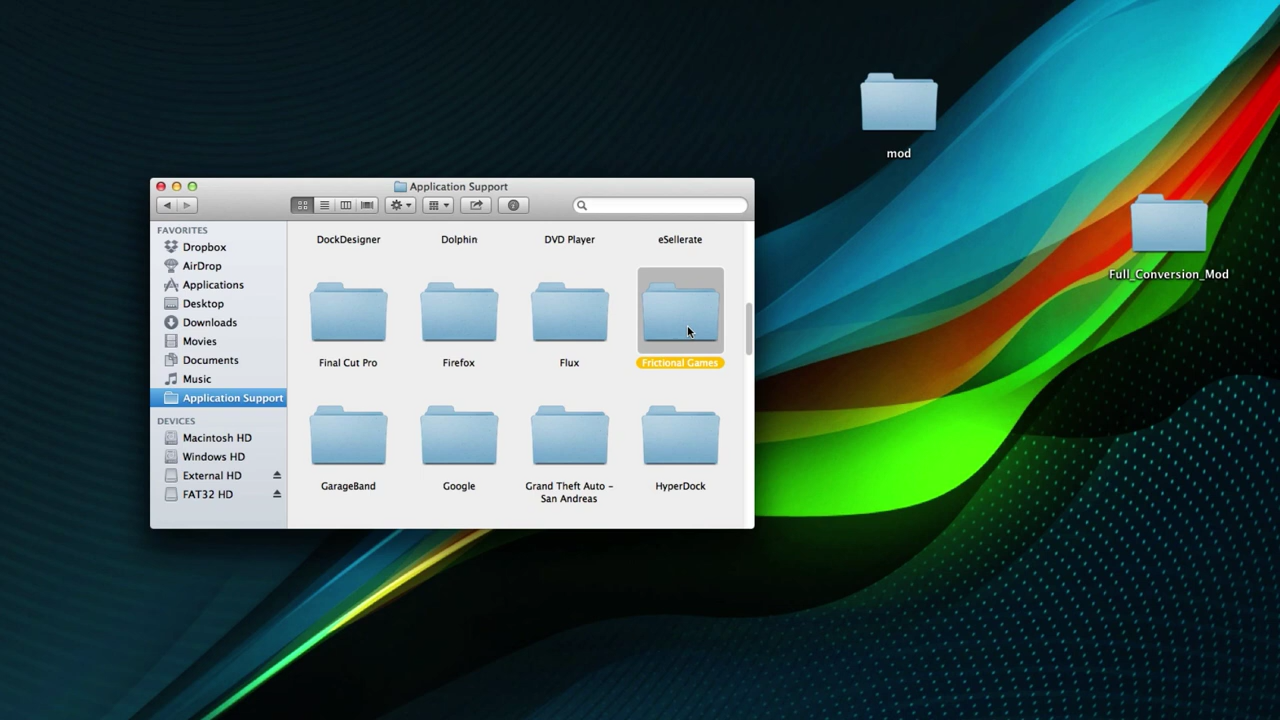 mod
Full_Conversion_Mod
Application Support
FAVORITES
Dropbox
AirDrop
Applications
Desktop
Downloads
Movies
Documents
Music
Application Support
DEVICES
Macintosh HD
Windows HD
External HD
FAT32 HD
DockDesigner
Dolphin
DVD Player
eSellerate
Final Cut Pro
Firefox
Flux
Frictional Games
GarageBand
Google
Grand Theft Auto –
San Andreas
HyperDock